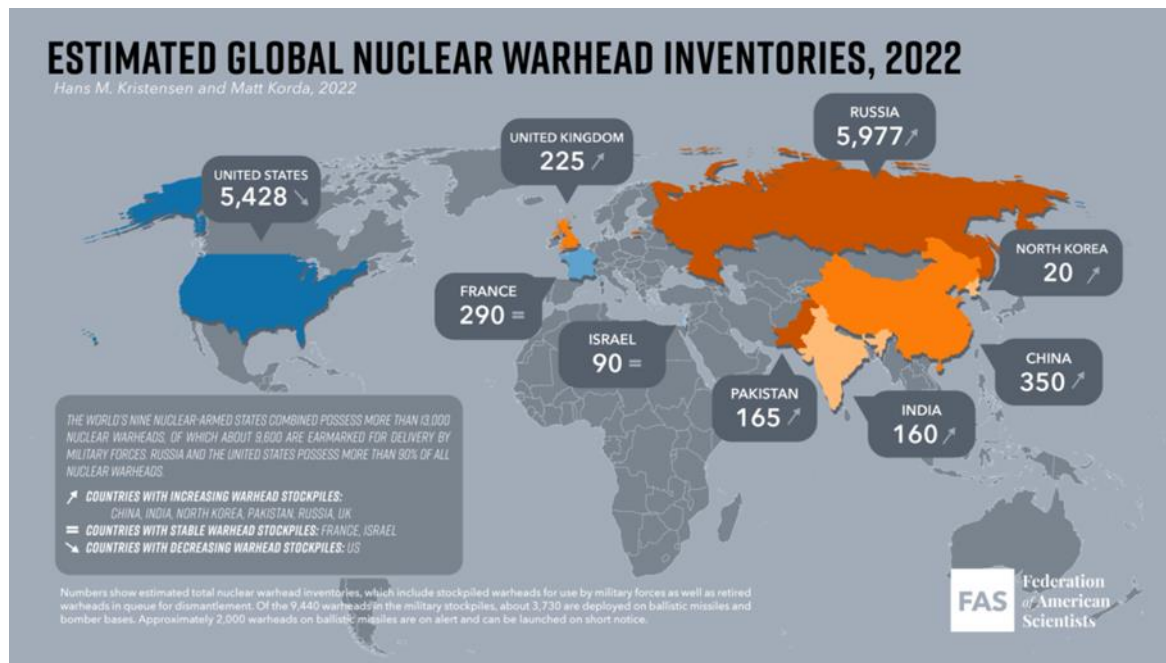 ESTIMATED GLOBAL NUCLEAR WARHEAD INVENTORIES, 2022
Hans M. Kristensen and Matt Korda, 2022
RUSSIA
5,977
UNITED KINGDOM
225
UNITED STATES
5,428
NORTH KOREA
20
FRANCE
290 =
ISRAEL
90 =
CHINA
350
PAKISTAN
165
INDIA
160
THE WORLD'S NINE NUCLEAR-ARMED STATES COMBINED POSSESS MORE THAN 13,000
NUCLEAR WARHEADS, OF WHICH ABOUT 9,600 ARE EARMARKED FOR DELIVERY BY
MILITARY FORCES. RUSSIA AND THE UNITED STATES POSSESS MORE THAN 90% OF ALL
NUCLEAR WARHEADS.
COUNTRIES WITH INCREASING WARHEAD STOCKPILES:
CHINA, INDIA, NORTH KOREA, PAKISTAN, RUSSIA, UK
= COUNTRIES WITH STABLE WARHEAD STOCKPILES: FRANCE, ISRAEL
COUNTRIES WITH DECREASING WARHEAD STOCKPILES: US
Numbers show estimated total nuclear warhead inventories, which include stockpiled warheads for use by military forces as well as retired
warheads in queue for dismantlement. Of the 9,440 warheads in the military stockpiles, about 3,730 are deployed on ballistic missiles and
bomber bases. Approximately 2,000 warheads on ballistic missiles are on alert and can be launched on short notice.
FAS
Federation
of American
Scientists